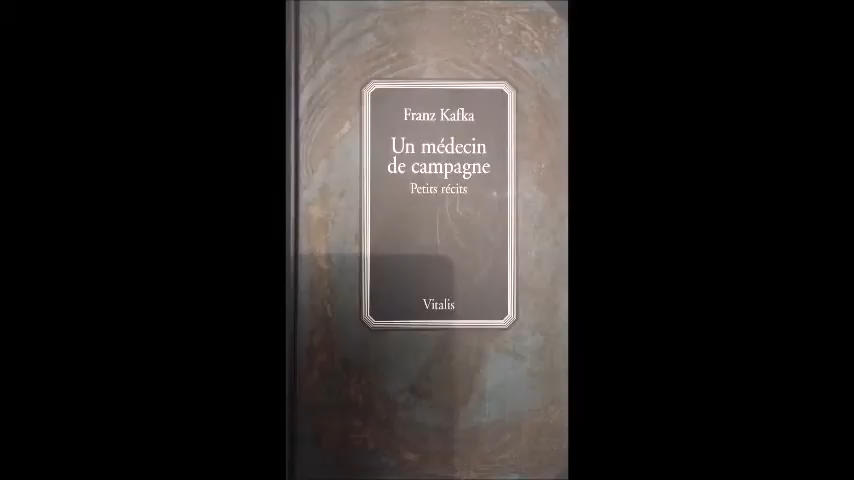 Franz Kafka
Un médecin
de campagne
Petits récits
Vitalis